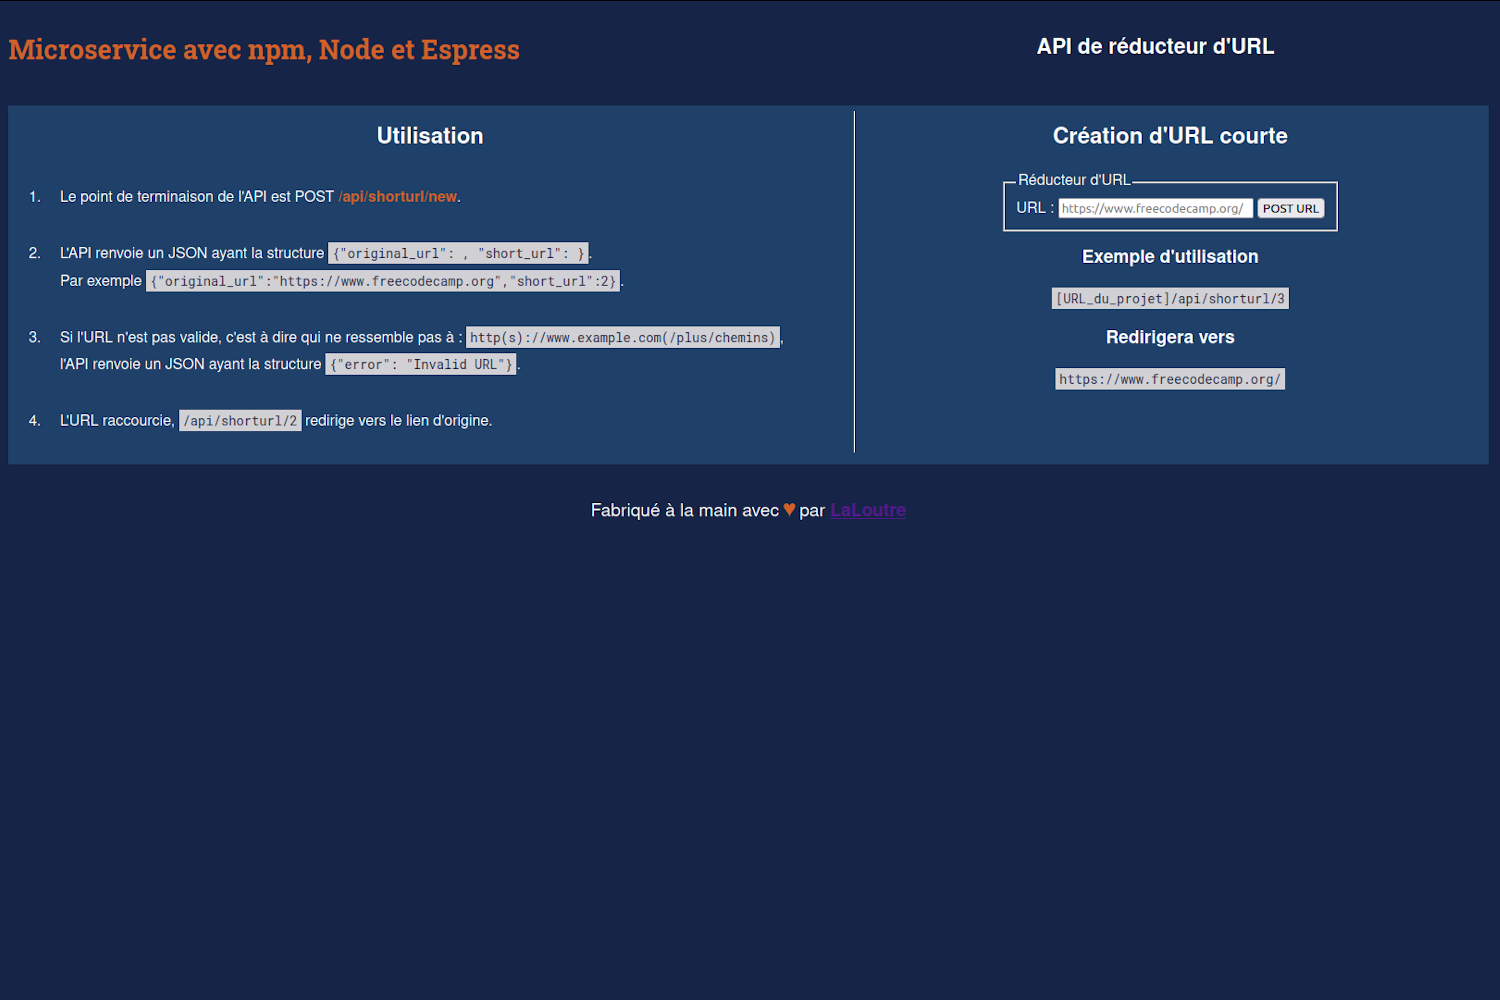 Microservice avec npm, Node et Espress
API de réducteur d'URL
Utilisation
1. Le point de terminaison de l'API est POST /api/shorturl/new.
2. L'API renvoie un JSON ayant la structure {"original_url": , "short_url": }.
Par exemple {"original_url":"https://www.freecodecamp.org","short_url":2}.
3. Si l'URL n'est pas valide, c'est à dire qui ne ressemble pas à : http(s)://www.example.com(/plus/chemins),
l'API renvoie un JSON ayant la structure {"error": "Invalid URL"}.
4. L'URL raccourcie, /api/shorturl/2 redirige vers le lien d'origine.
Création d'URL courte
Réducteur d'URL
URL : https://www.freecodecamp.org/ POST URL
Exemple d'utilisation
[URL_du_projet]/api/shorturl/3
Redirigera vers
https://www.freecodecamp.org/
Fabriqué à la main avec ♥ par LaLoutre